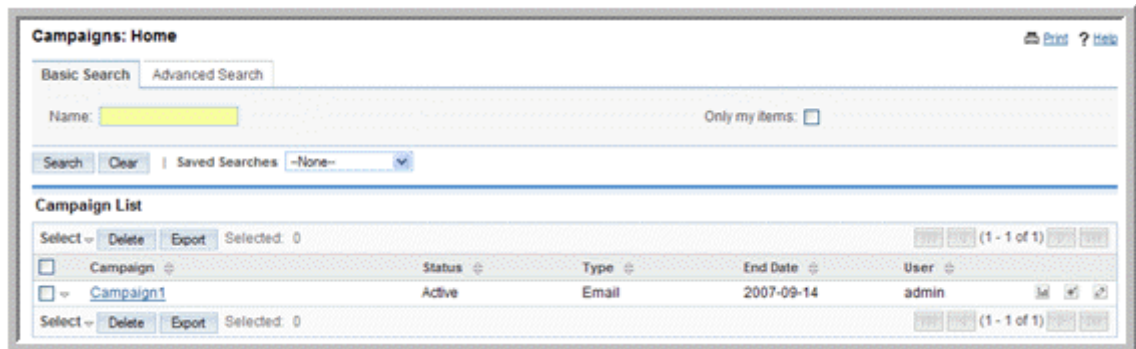 Campaigns: Home
Print ? Help
Basic Search Advanced Search
Name: Only my items:
Search Clear | Saved Searches --None--
Campaign List
Select Delete Export Selected: 0 (1 - 1 of 1)
Campaign Status Type End Date User
Campaign1 Active Email 2007-09-14 admin
Select Delete Export Selected: 0 (1 - 1 of 1)